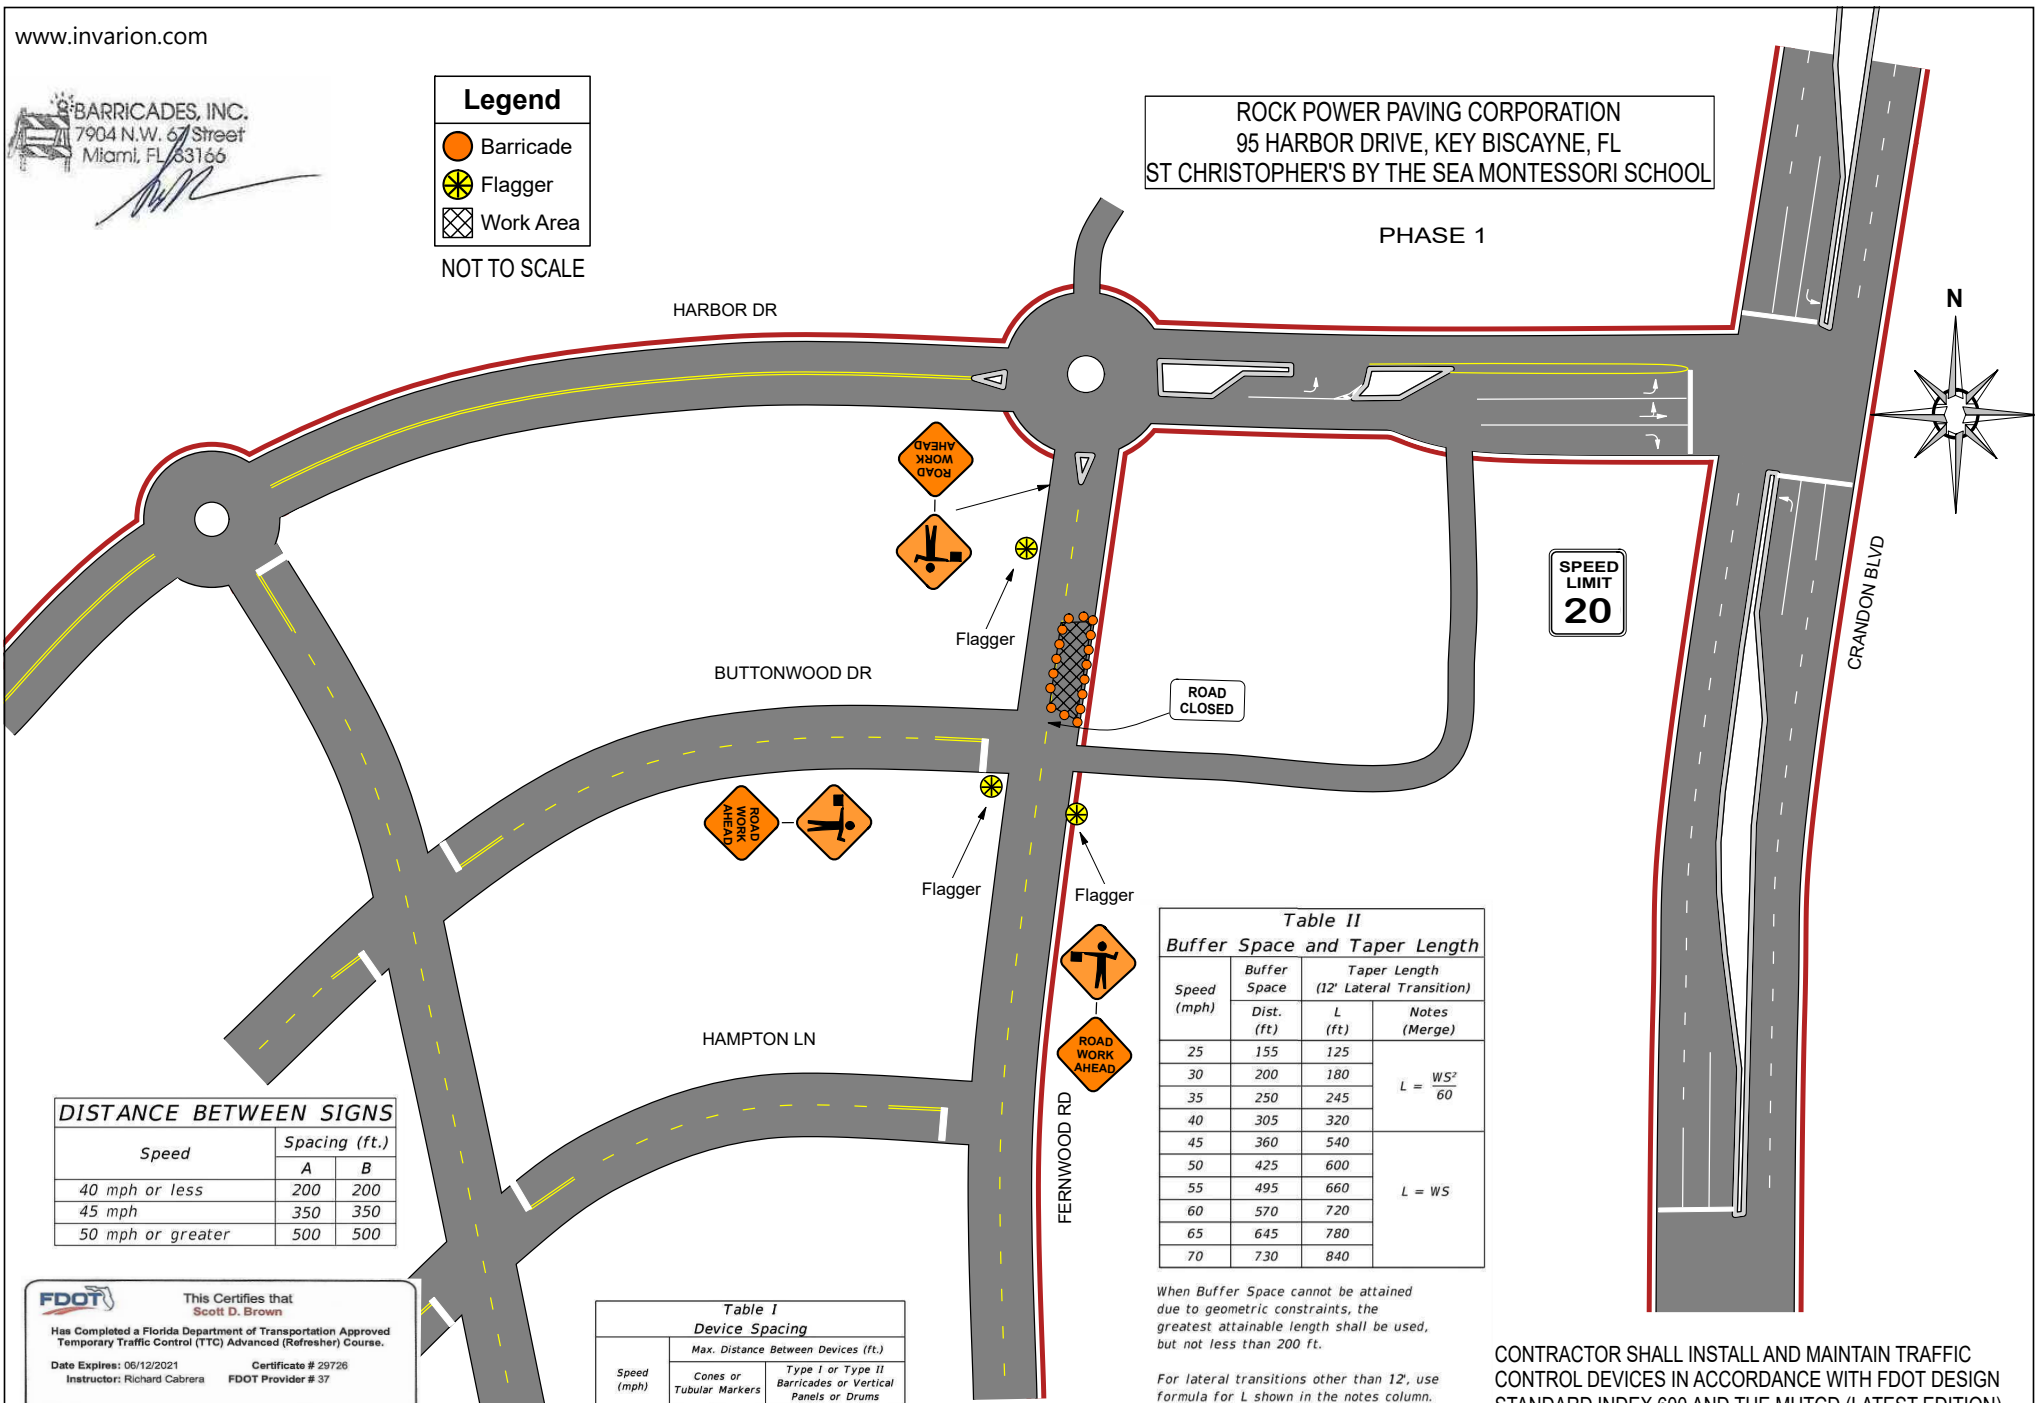 www.invarion.com
BARRICADES, INC.
7904 N.W. 67 Street
Miami, FL 33166
Legend
Barricade
Flagger
Work Area
NOT TO SCALE
ROCK POWER PAVING CORPORATION
95 HARBOR DRIVE, KEY BISCAYNE, FL
ST CHRISTOPHER'S BY THE SEA MONTESSORI SCHOOL
PHASE 1
N
HARBOR DR
ROAD
WORK
AHEAD
Flagger
SPEED
LIMIT
20
CRANDON BLVD
BUTTONWOOD DR
ROAD
CLOSED
ROAD
WORK
AHEAD
Flagger
Flagger
ROAD
WORK
AHEAD
HAMPTON LN
FERNWOOD RD
DISTANCE BETWEEN SIGNS
Speed Spacing (ft.)
A B
40 mph or less 200 200
45 mph 350 350
50 mph or greater 500 500
Table II
Buffer Space and Taper Length
Speed (mph) Buffer Space Taper Length (12' Lateral Transition)
Dist. (ft) L (ft) Notes (Merge)
25 155 125
30 200 180
35 250 245
40 305 320
L = WS²/60
45 360 540
50 425 600
55 495 660
60 570 720
65 645 780
70 730 840
L = WS
When Buffer Space cannot be attained
due to geometric constraints, the
greatest attainable length shall be used,
but not less than 200 ft.
For lateral transitions other than 12', use
formula for L shown in the notes column.
FDOT
This Certifies that
Scott D. Brown
Has Completed a Florida Department of Transportation Approved
Temporary Traffic Control (TTC) Advanced (Refresher) Course.
Date Expires: 06/12/2021 Certificate # 29726
Instructor: Richard Cabrera FDOT Provider # 37
Table I
Device Spacing
Max. Distance Between Devices (ft.)
Speed (mph) Cones or Tubular Markers Type I or Type II Barricades or Vertical Panels or Drums
CONTRACTOR SHALL INSTALL AND MAINTAIN TRAFFIC
CONTROL DEVICES IN ACCORDANCE WITH FDOT DESIGN
STANDARD INDEX 600 AND THE MUTCD (LATEST EDITION)